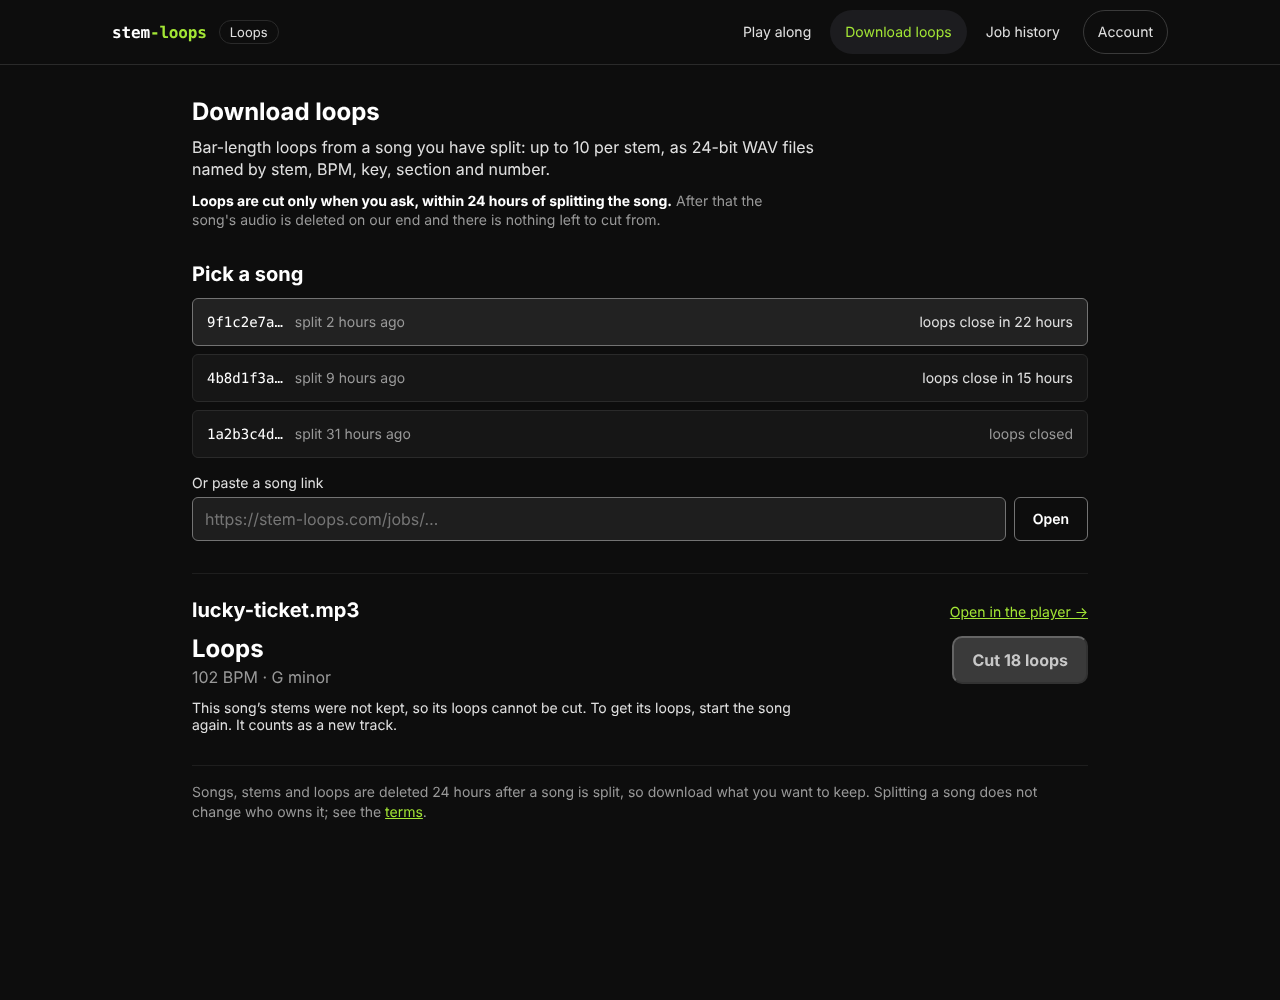 stem-loops Loops Play along Download loops Job history Account
Download loops
Bar-length loops from a song you have split: up to 10 per stem, as 24-bit WAV files
named by stem, BPM, key, section and number.
Loops are cut only when you ask, within 24 hours of splitting the song. After that the
song's audio is deleted on our end and there is nothing left to cut from.
Pick a song
9f1c2e7a… split 2 hours ago loops close in 22 hours
4b8d1f3a… split 9 hours ago loops close in 15 hours
1a2b3c4d… split 31 hours ago loops closed
Or paste a song link
https://stem-loops.com/jobs/… Open
lucky-ticket.mp3 Open in the player →
Loops
Cut 18 loops
102 BPM · G minor
This song’s stems were not kept, so its loops cannot be cut. To get its loops, start the song
again. It counts as a new track.
Songs, stems and loops are deleted 24 hours after a song is split, so download what you want to keep. Splitting a song does not
change who owns it; see the terms.